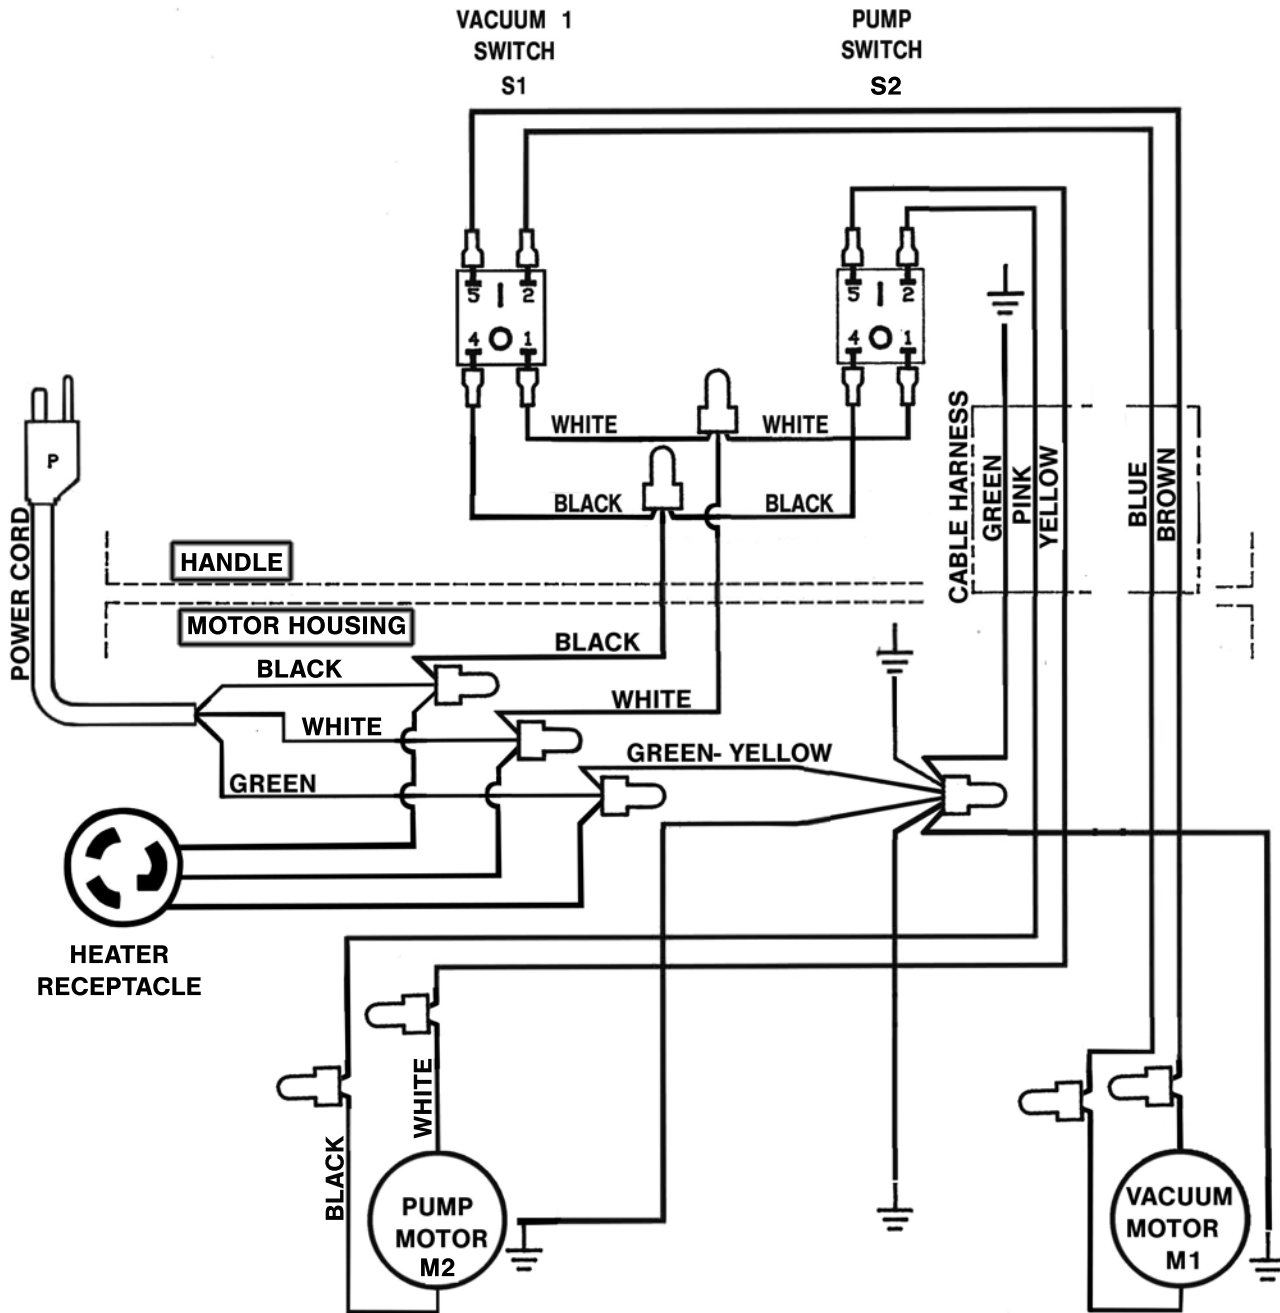 VACUUM 1
SWITCH
S1
PUMP
SWITCH
S2
5 2
4 1
5 2
4 1
WHITE
WHITE
BLACK
BLACK
P
POWER CORD
HANDLE
MOTOR HOUSING
CABLE HARNESS
GREEN
PINK
YELLOW
BLUE
BROWN
BLACK
BLACK
WHITE
WHITE
GREEN
GREEN- YELLOW
HEATER
RECEPTACLE
WHITE
BLACK
PUMP
MOTOR
M2
VACUUM
MOTOR
M1